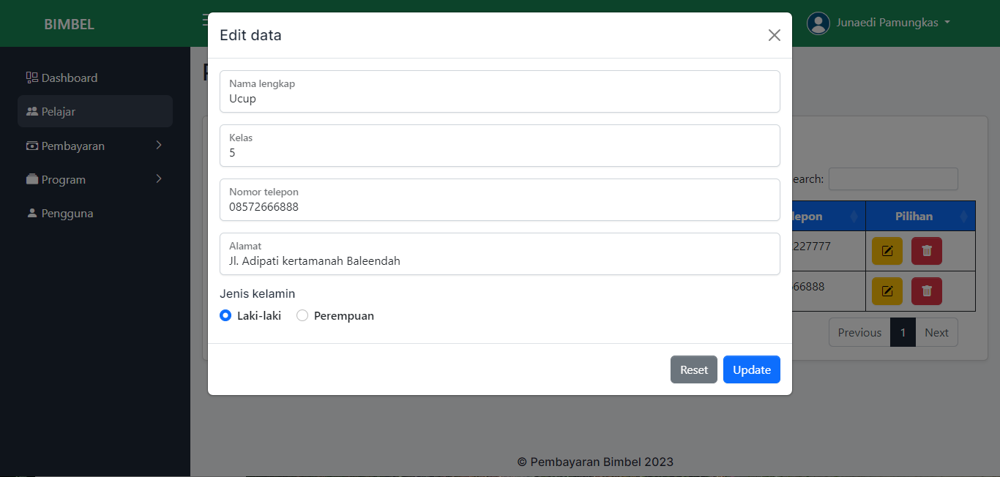 BIMBEL
Junaedi Pamungkas
Dashboard
Pelajar
Pembayaran
Program
Pengguna
Edit data
Nama lengkap
Ucup
Kelas
5
Nomor telepon
08572666888
Alamat
Jl. Adipati kertamanah Baleendah
Jenis kelamin
Laki-laki Perempuan
Reset Update
earch:
lepon Pilihan
227777
66888
Previous 1 Next
© Pembayaran Bimbel 2023